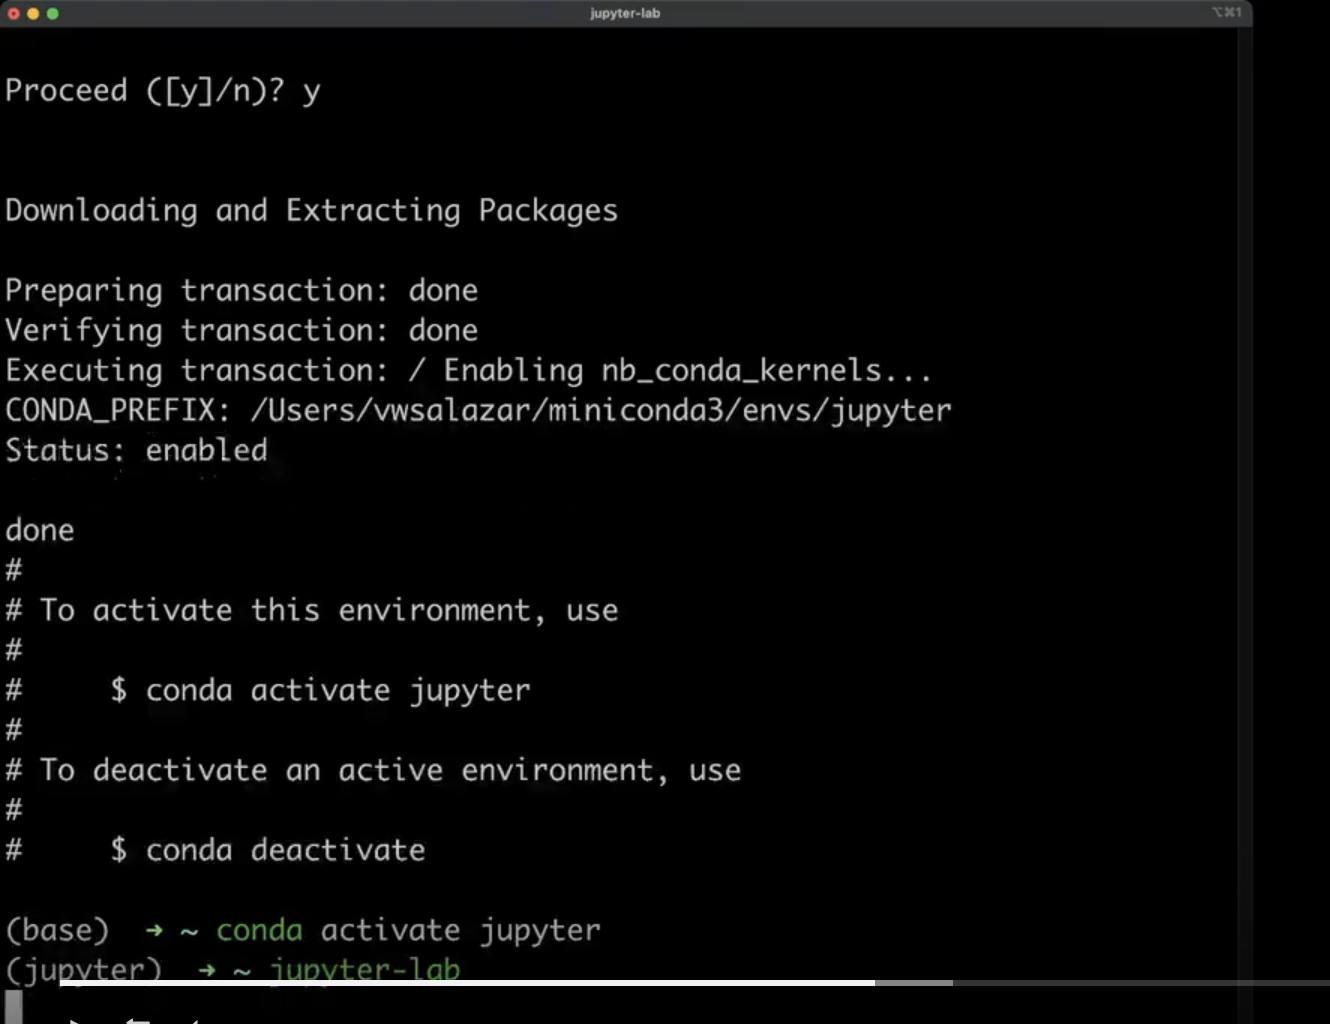 jupyter-lab
⌥⌘1
Proceed ([y]/n)? y
Downloading and Extracting Packages
Preparing transaction: done
Verifying transaction: done
Executing transaction: / Enabling nb_conda_kernels...
CONDA_PREFIX: /Users/vwsalazar/miniconda3/envs/jupyter
Status: enabled
done
#
# To activate this environment, use
#
#     $ conda activate jupyter
#
# To deactivate an active environment, use
#
#     $ conda deactivate
(base)  ➜ ~ conda activate jupyter
(jupyter)  ➜ ~ jupyter-lab